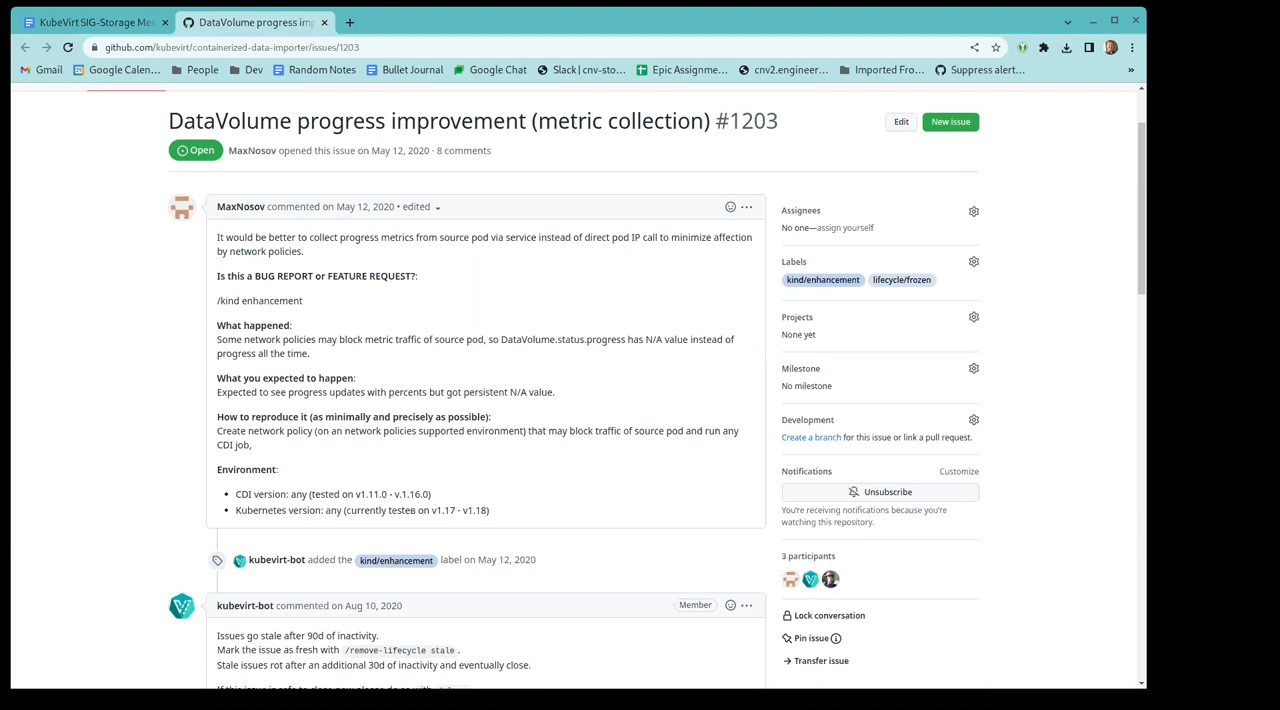 KubeVirt SIG-Storage Mee
DataVolume progress imp
github.com/kubevirt/containerized-data-importer/issues/1203
Gmail
Google Calen...
People
Dev
Random Notes
Bullet Journal
Google Chat
Slack | cnv-sto...
Epic Assignme...
cnv2.engineer...
Imported Fro...
Suppress alert...
»
DataVolume progress improvement (metric collection) #1203
Edit
New issue
Open
MaxNosov opened this issue on May 12, 2020 · 8 comments
MaxNosov commented on May 12, 2020 • edited
It would be better to collect progress metrics from source pod via service instead of direct pod IP call to minimize affection
by network policies.
Is this a BUG REPORT or FEATURE REQUEST?:
/kind enhancement
What happened:
Some network policies may block metric traffic of source pod, so DataVolume.status.progress has N/A value instead of
progress all the time.
What you expected to happen:
Expected to see progress updates with percents but got persistent N/A value.
How to reproduce it (as minimally and precisely as possible):
Create network policy (on an network policies supported environment) that may block traffic of source pod and run any
CDI job,
Environment:
• CDI version: any (tested on v1.11.0 - v.1.16.0)
• Kubernetes version: any (currently testeв on v1.17 - v1.18)
kubevirt-bot added the kind/enhancement label on May 12, 2020
kubevirt-bot commented on Aug 10, 2020
Member
Issues go stale after 90d of inactivity.
Mark the issue as fresh with /remove-lifecycle stale.
Stale issues rot after an additional 30d of inactivity and eventually close.
Assignees
No one—assign yourself
Labels
kind/enhancement
lifecycle/frozen
Projects
None yet
Milestone
No milestone
Development
Create a branch for this issue or link a pull request.
Notifications
Customize
Unsubscribe
You're receiving notifications because you're
watching this repository.
3 participants
Lock conversation
Pin issue
Transfer issue